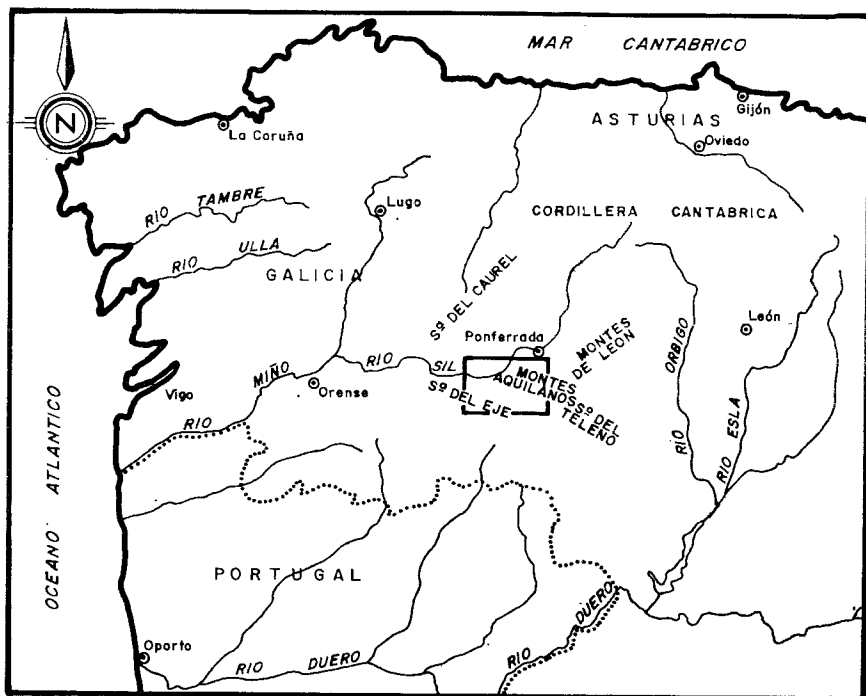 MAR CANTABRICO
N
La Coruña
Gijón
ASTURIAS
Oviedo
RIO TAMBRE
Lugo
CORDILLERA CANTABRICA
RIO ULLA
GALICIA
Sª DEL CAUREL
Ponferrada
MONTES
DE LEON
León
RIO ORBIGO
RIO ESLA
RIO SIL
MONTES
AQUILANOS
Sª DEL
TELENO
Sª DEL EJE
RIO MIÑO
Orense
Vigo
OCEANO ATLANTICO
PORTUGAL
Oporto
RIO DUERO
RIO DUERO